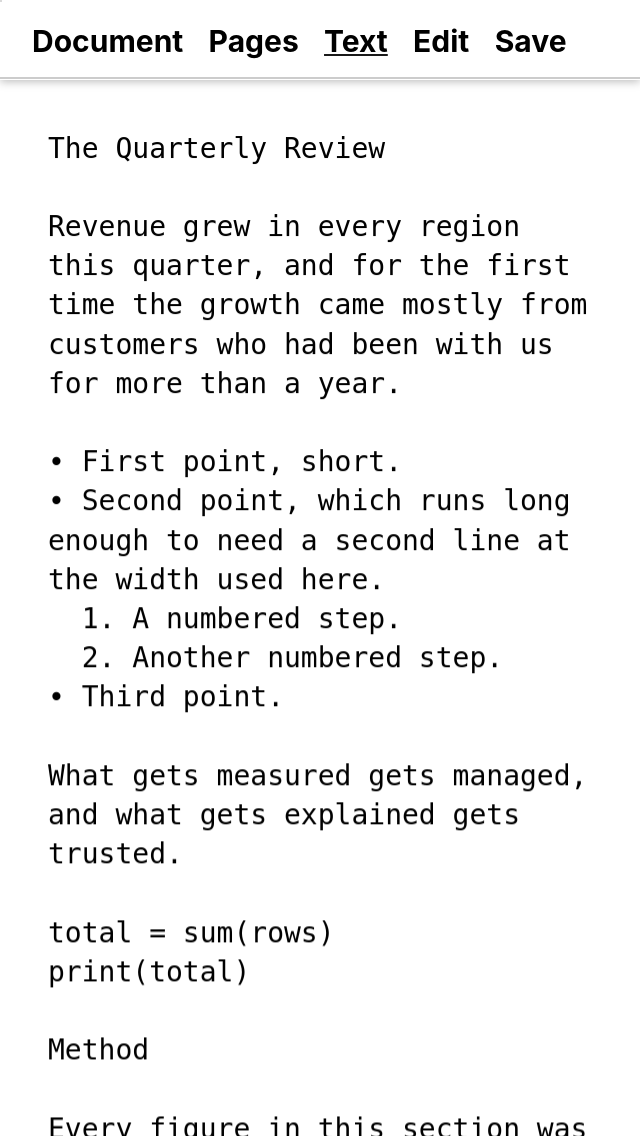 Document Pages Text Edit Save
The Quarterly Review
Revenue grew in every region
this quarter, and for the first
time the growth came mostly from
customers who had been with us
for more than a year.
• First point, short.
• Second point, which runs long
enough to need a second line at
the width used here.
1. A numbered step.
2. Another numbered step.
• Third point.
What gets measured gets managed,
and what gets explained gets
trusted.
total = sum(rows)
print(total)
Method
Every figure in this section was